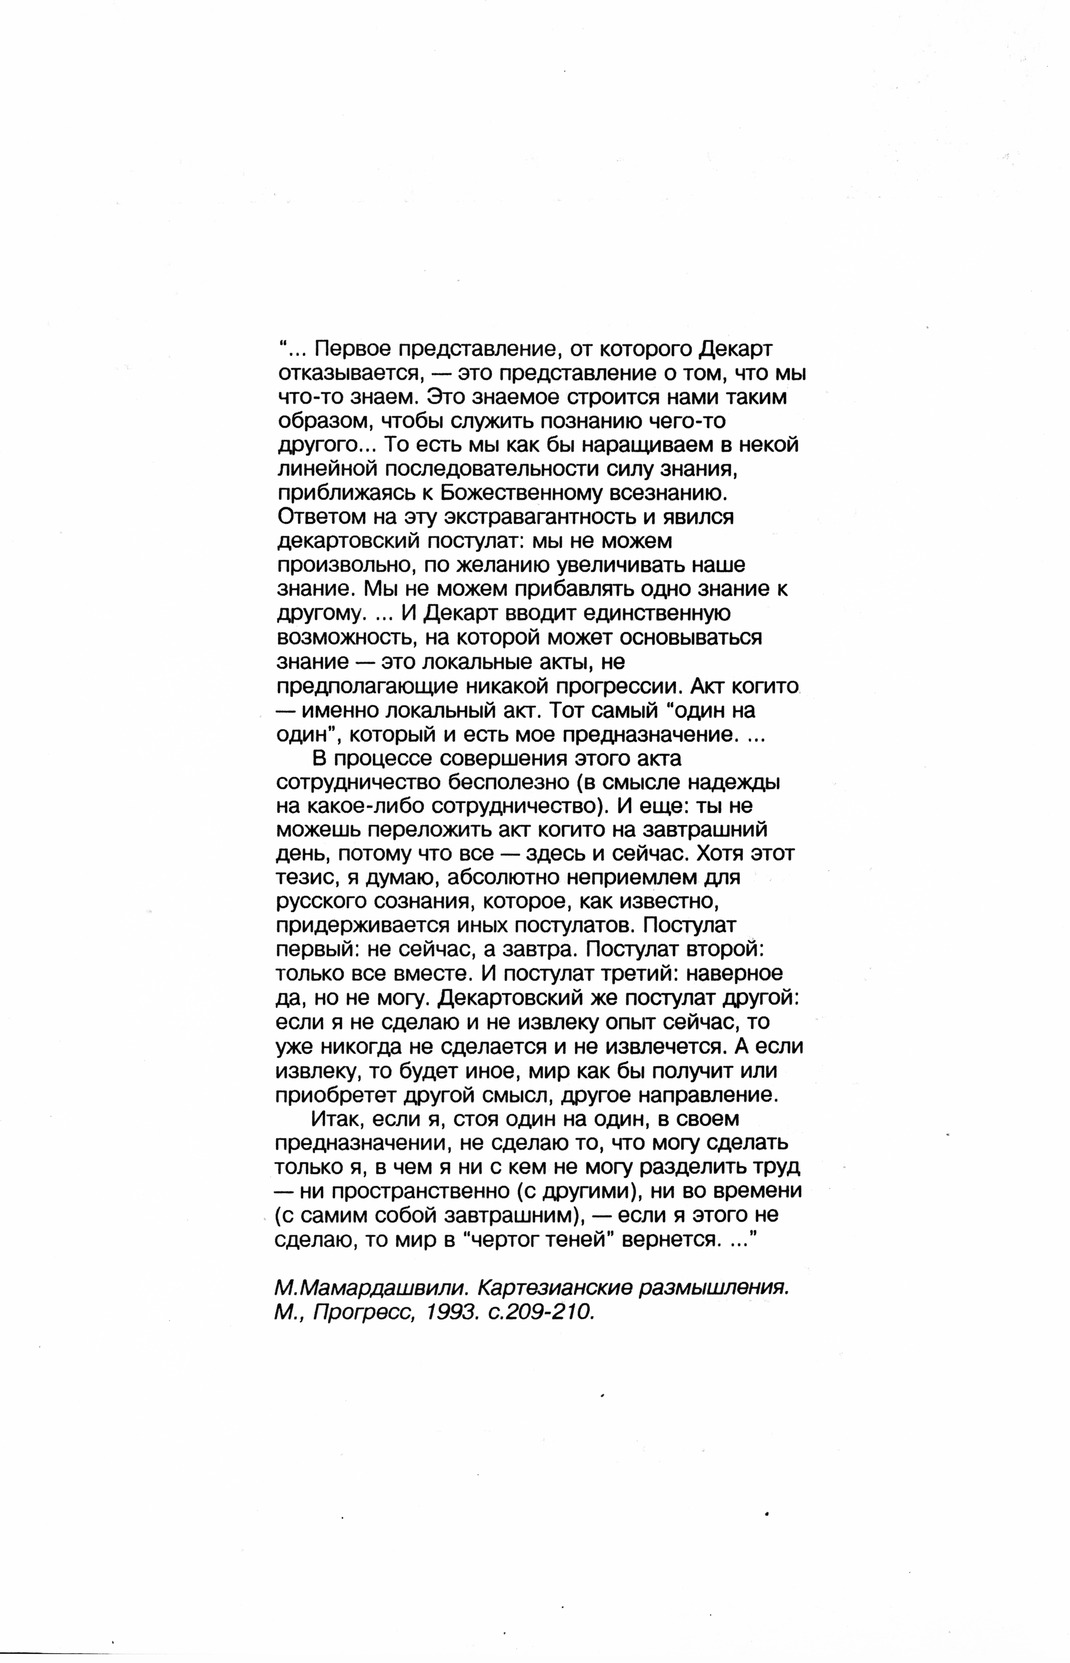 “... Первое представление, от которого Декарт
отказывается, — это представление о том, что мы
что-то знаем. Это знаемое строится нами таким
образом, чтобы служить познанию чего-то
другого... То есть мы как бы наращиваем в некой
линейной последовательности силу знания,
приближаясь к Божественному всезнанию.
Ответом на эту экстравагантность и явился
декартовский постулат: мы не можем
произвольно, по желанию увеличивать наше
знание. Мы не можем прибавлять одно знание к
другому. ... И Декарт вводит единственную
возможность, на которой может основываться
знание — это локальные акты, не
предполагающие никакой прогрессии. Акт когито
— именно локальный акт. Тот самый “один на
один”, который и есть мое предназначение. ...
В процессе совершения этого акта
сотрудничество бесполезно (в смысле надежды
на какое-либо сотрудничество). И еще: ты не
можешь переложить акт когито на завтрашний
день, потому что все — здесь и сейчас. Хотя этот
тезис, я думаю, абсолютно неприемлем для
русского сознания, которое, как известно,
придерживается иных постулатов. Постулат
первый: не сейчас, а завтра. Постулат второй:
только все вместе. И постулат третий: наверное
да, но не могу. Декартовский же постулат другой:
если я не сделаю и не извлеку опыт сейчас, то
уже никогда не сделается и не извлечется. А если
извлеку, то будет иное, мир как бы получит или
приобретет другой смысл, другое направление.
Итак, если я, стоя один на один, в своем
предназначении, не сделаю то, что могу сделать
только я, в чем я ни с кем не могу разделить труд
— ни пространственно (с другими), ни во времени
(с самим собой завтрашним), — если я этого не
сделаю, то мир в “чертог теней” вернется. ...”
М.Мамардашвили. Картезианские размышления.
М., Прогресс, 1993. с.209-210.